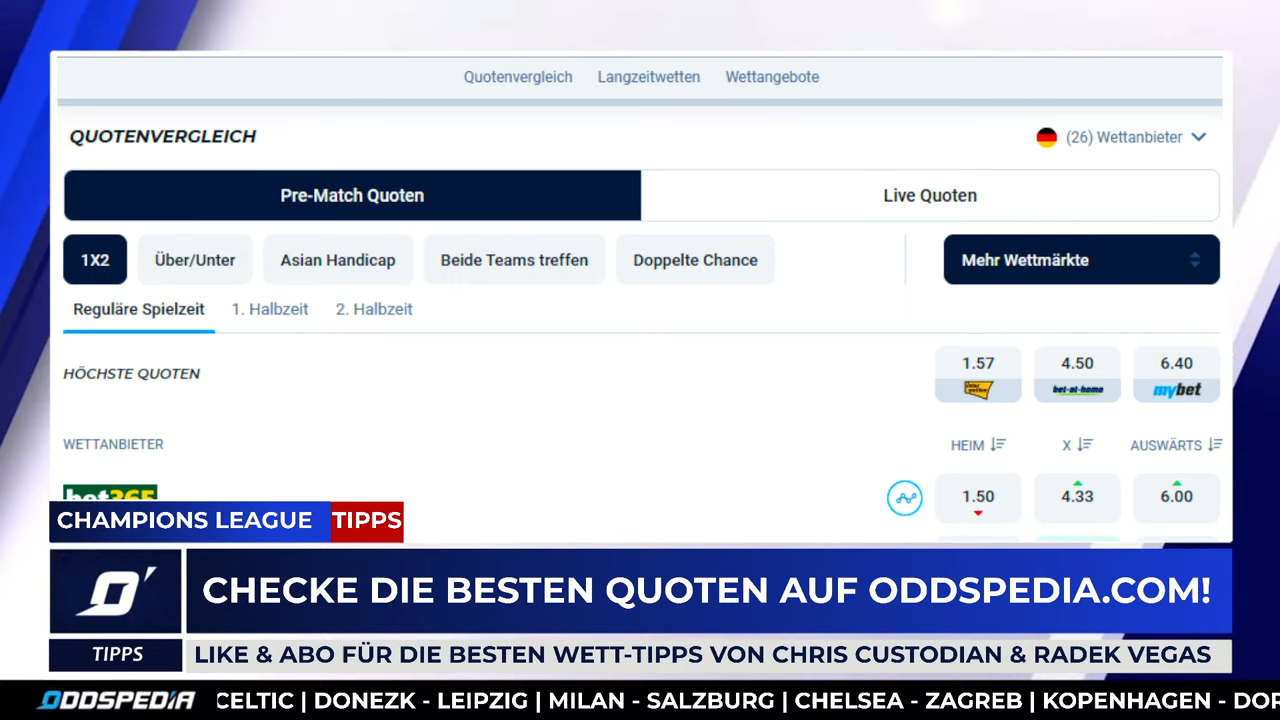 Quotenvergleich Langzeitwetten Wettangebote
QUOTENVERGLEICH (26) Wettanbieter
Pre-Match Quoten Live Quoten
1X2 Über/Unter Asian Handicap Beide Teams treffen Doppelte Chance Mehr Wettmärkte
Reguläre Spielzeit 1. Halbzeit 2. Halbzeit
HÖCHSTE QUOTEN 1.57 4.50 6.40
bet-at-home mybet
WETTANBIETER HEIM X AUSWÄRTS
bet365 1.50 4.33 6.00
CHAMPIONS LEAGUE TIPPS
CHECKE DIE BESTEN QUOTEN AUF ODDSPEDIA.COM!
TIPPS LIKE & ABO FÜR DIE BESTEN WETT-TIPPS VON CHRIS CUSTODIAN & RADEK VEGAS
ODDSPEDIA CELTIC | DONEZK - LEIPZIG | MILAN - SALZBURG | CHELSEA - ZAGREB | KOPENHAGEN - DOR